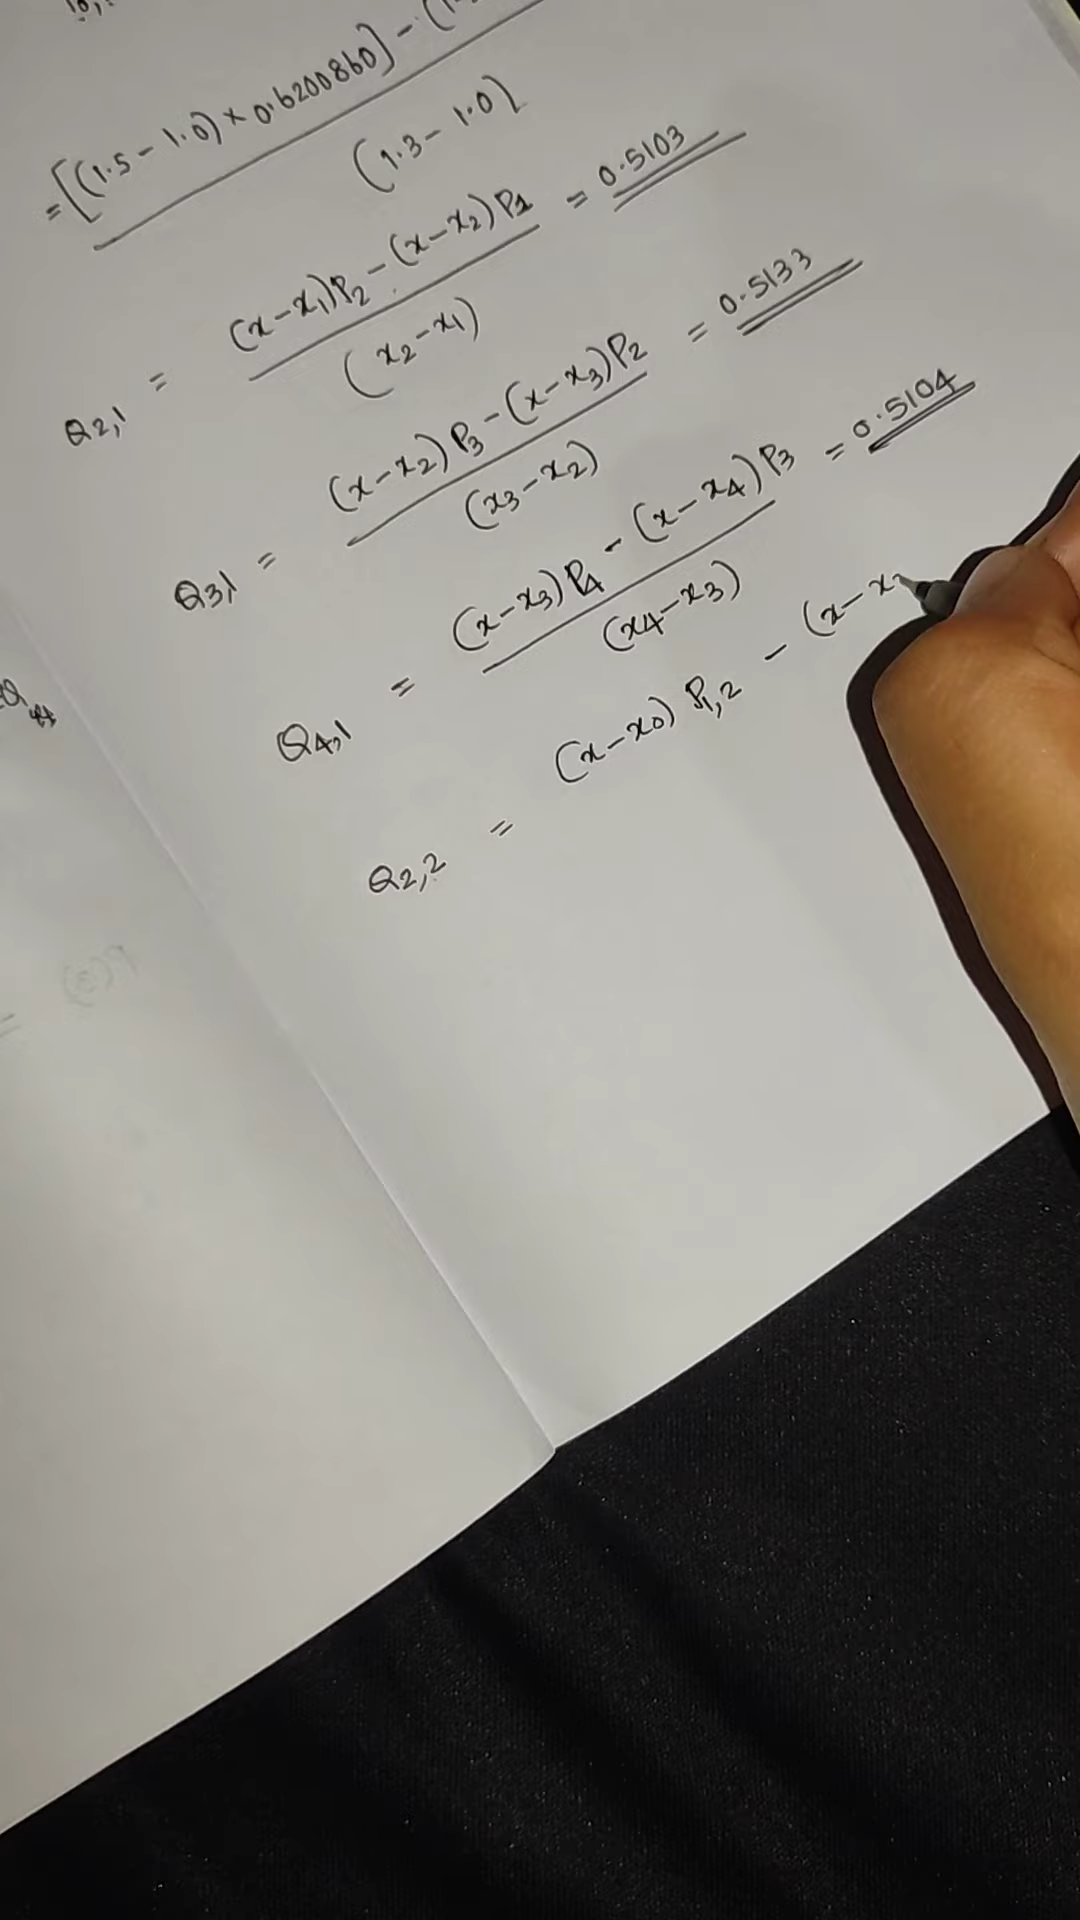 = [(1.5 - 1.0) × 0.6200860] - (1.
(1.3 - 1.0)
Q2,1 = (x-x1)P2 - (x-x2)P1 / (x2-x1) = 0.5103
Q3,1 = (x-x2)P3 - (x-x3)P2 / (x3-x2) = 0.5133
Q4,1 = (x-x3)P4 - (x-x4)P3 / (x4-x3) = 0.5104
Q2,2 = (x-x0) P1,2 - (x-x